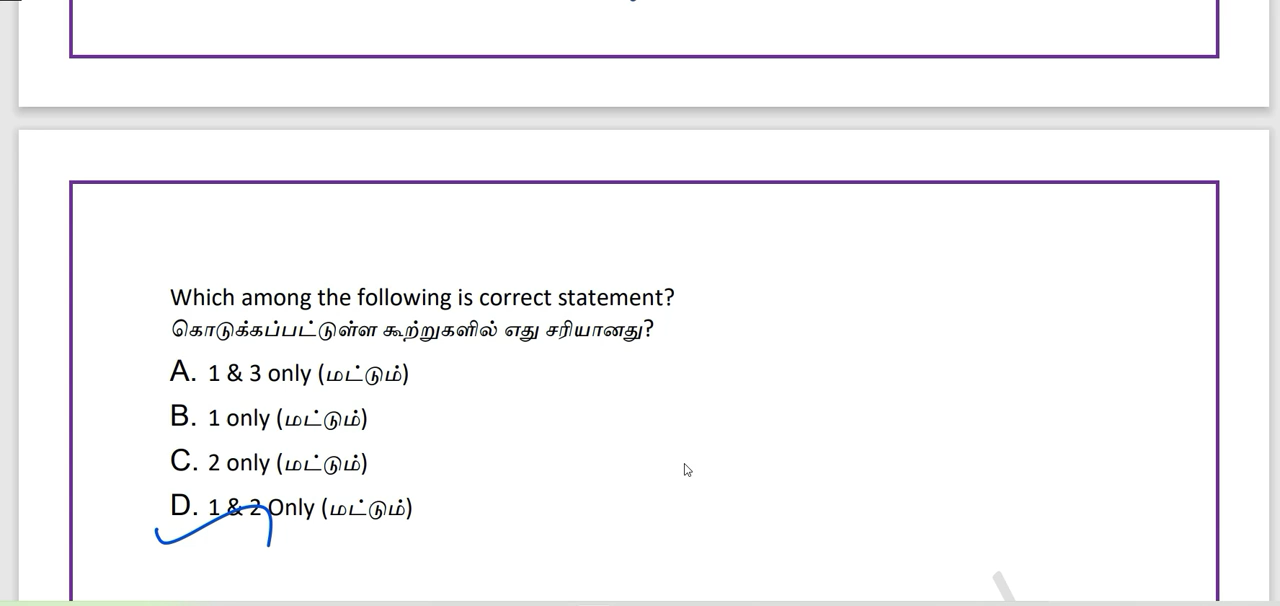 Which among the following is correct statement?
கொடுக்கப்பட்டுள்ள கூற்றுகளில் எது சரியானது?
A. 1 & 3 only (மட்டும்)
B. 1 only (மட்டும்)
C. 2 only (மட்டும்)
D. 1 & 2 Only (மட்டும்)